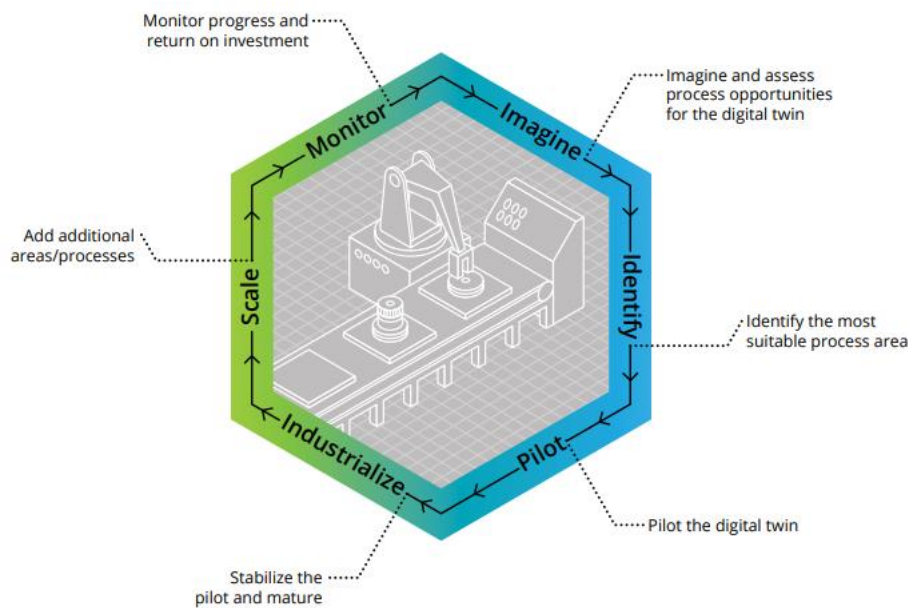 Monitor progress and
return on investment
Imagine and assess
process opportunities
for the digital twin
Monitor
Imagine
Add additional
areas/processes
Scale
Identify
Identify the most
suitable process area
Industrialize
Pilot
Pilot the digital twin
Stabilize the
pilot and mature